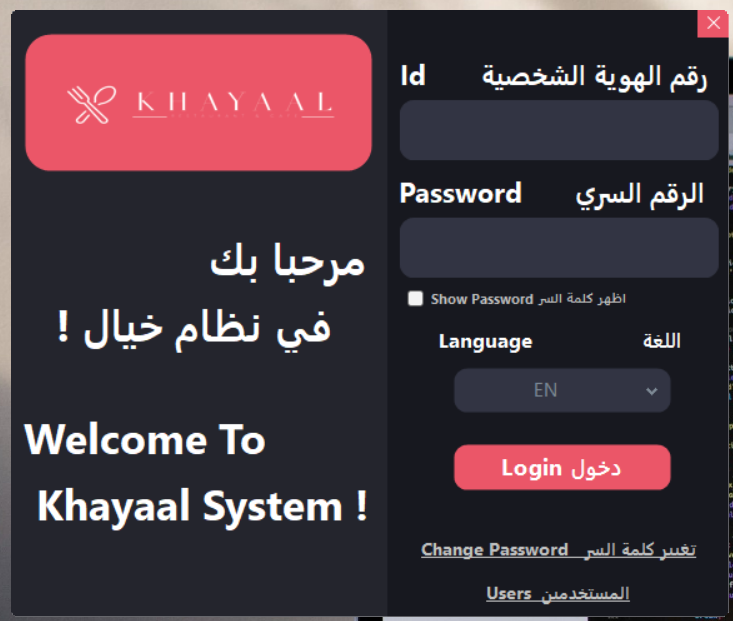 KHAYAAL
مرحبا بك
في نظام خيال !
Welcome To
Khayaal System !
Id رقم الهوية الشخصية
Password الرقم السري
Show Password اظهر كلمة السر
Language اللغة
EN
Login دخول
Change Password تغيير كلمة السر
Users المستخدمين